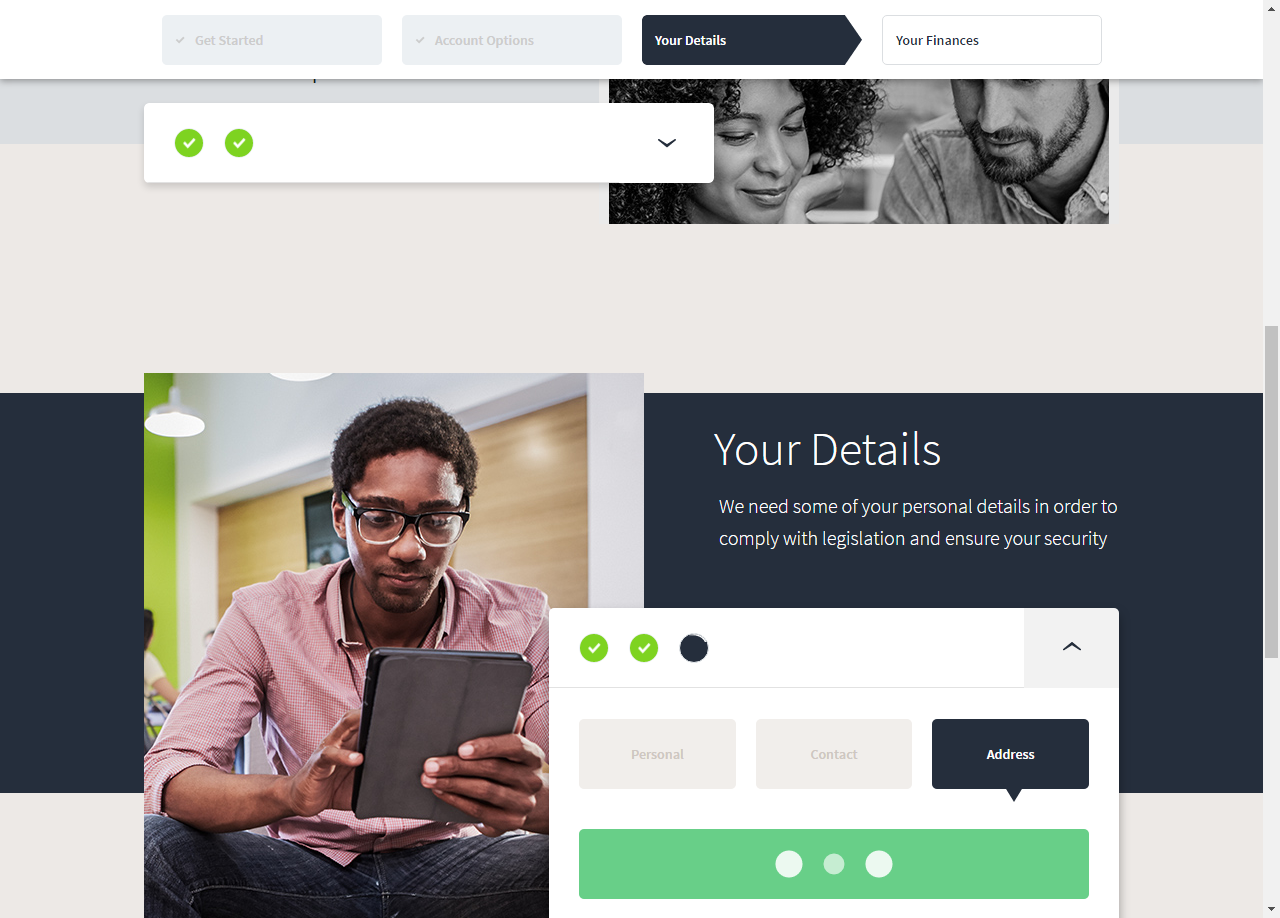 Get Started
Account Options
Your Details
Your Finances
Your Details
We need some of your personal details in order to
comply with legislation and ensure your security
Personal
Contact
Address